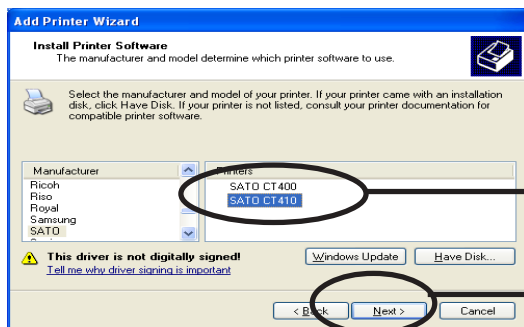 Add Printer Wizard
Install Printer Software
The manufacturer and model determine which printer software to use.
Select the manufacturer and model of your printer. If your printer came with an installation
disk, click Have Disk. If your printer is not listed, consult your printer documentation for
compatible printer software.
Manufacturer
Ricoh
Riso
Royal
Samsung
SATO
Printers
SATO CT400
SATO CT410
This driver is not digitally signed!
Tell me why driver signing is important
Windows Update
Have Disk...
< Back
Next >
Cancel